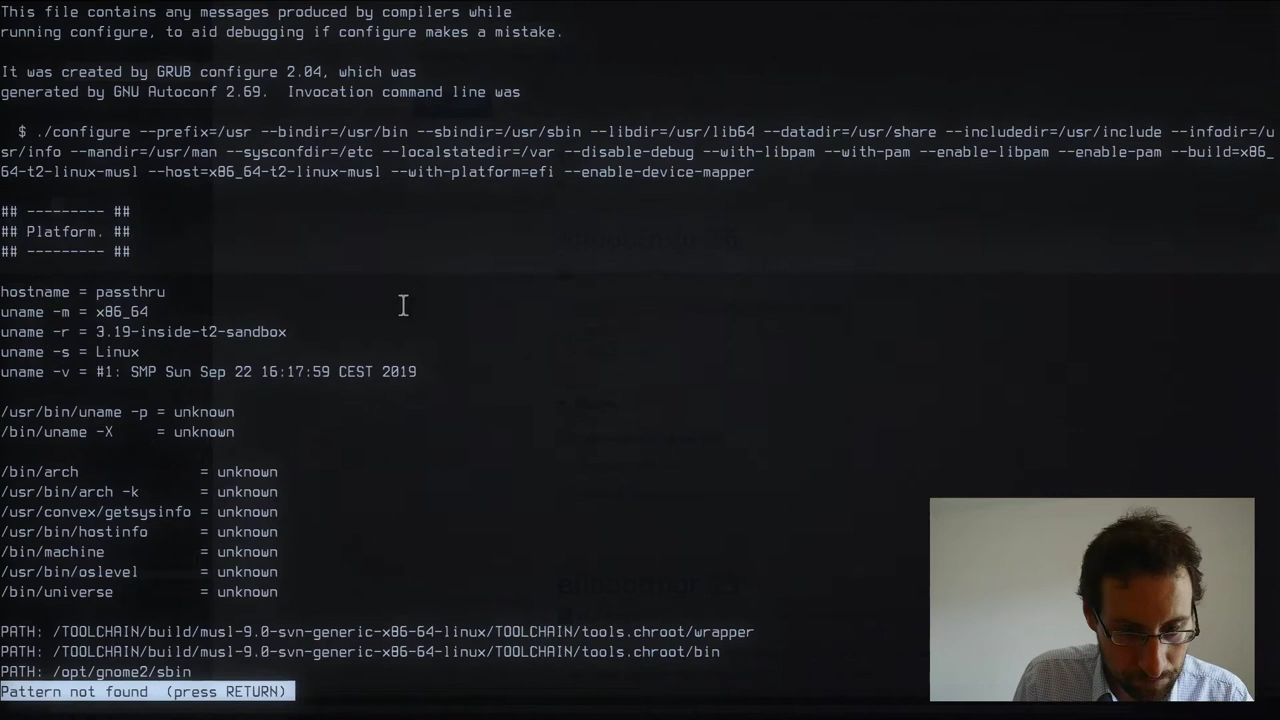 This file contains any messages produced by compilers while
running configure, to aid debugging if configure makes a mistake.
It was created by GRUB configure 2.04, which was
generated by GNU Autoconf 2.69.  Invocation command line was
$ ./configure --prefix=/usr --bindir=/usr/bin --sbindir=/usr/sbin --libdir=/usr/lib64 --datadir=/usr/share --includedir=/usr/include --infodir=/u
sr/info --mandir=/usr/man --sysconfdir=/etc --localstatedir=/var --disable-debug --with-libpam --with-pam --enable-libpam --enable-pam --build=x86_
64-t2-linux-musl --host=x86_64-t2-linux-musl --with-platform=efi --enable-device-mapper
## --------- ##
## Platform. ##
## --------- ##
hostname = passthru
uname -m = x86_64
uname -r = 3.19-inside-t2-sandbox
uname -s = Linux
uname -v = #1: SMP Sun Sep 22 16:17:59 CEST 2019
/usr/bin/uname -p = unknown
/bin/uname -X     = unknown
/bin/arch              = unknown
/usr/bin/arch -k       = unknown
/usr/convex/getsysinfo = unknown
/usr/bin/hostinfo      = unknown
/bin/machine           = unknown
/usr/bin/oslevel       = unknown
/bin/universe          = unknown
PATH: /TOOLCHAIN/build/musl-9.0-svn-generic-x86-64-linux/TOOLCHAIN/tools.chroot/wrapper
PATH: /TOOLCHAIN/build/musl-9.0-svn-generic-x86-64-linux/TOOLCHAIN/tools.chroot/bin
PATH: /opt/gnome2/sbin
Pattern not found  (press RETURN)